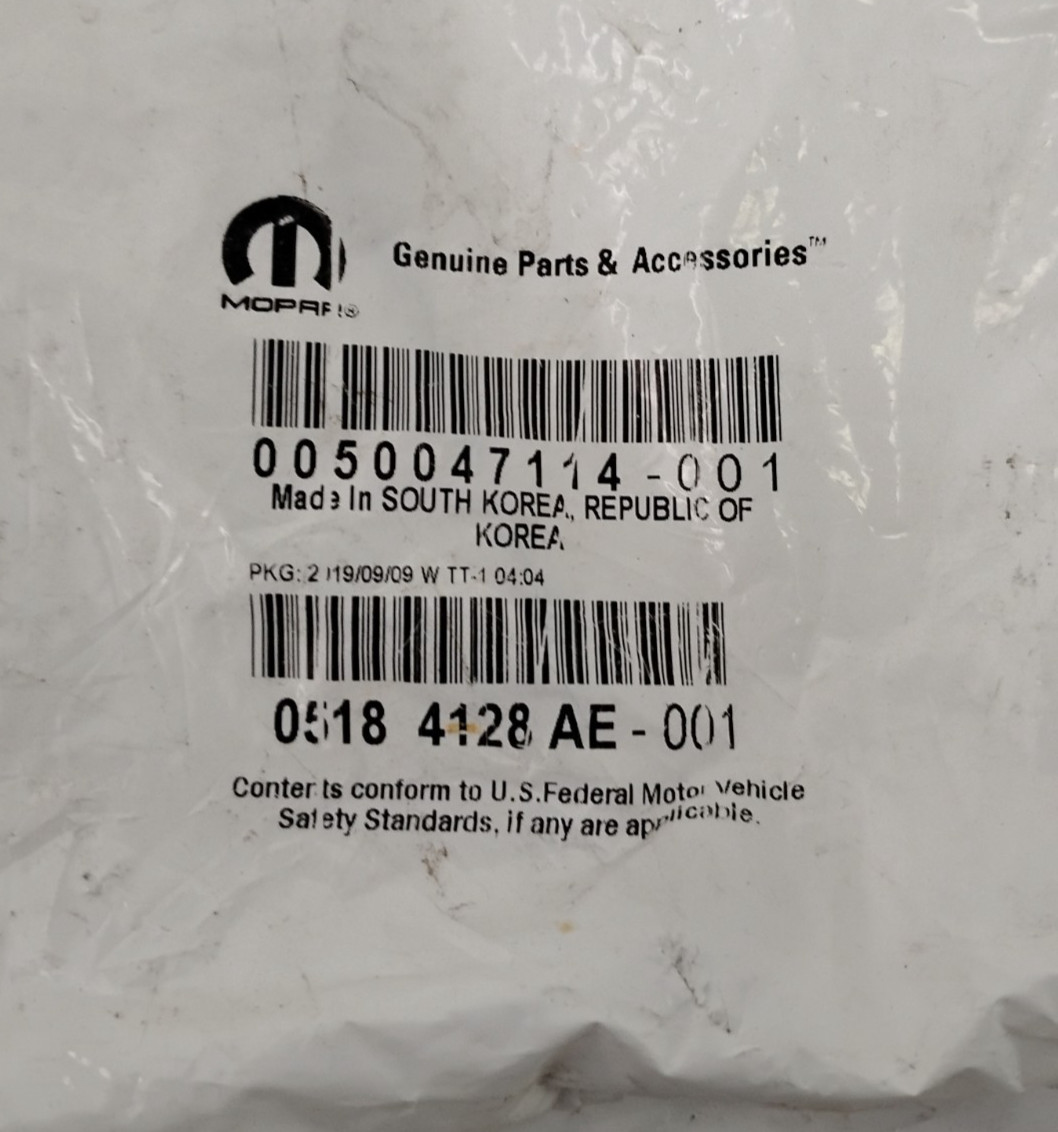 Genuine Parts & Accessories™
MOPAR®
0050047114-001
Made In SOUTH KOREA, REPUBLIC OF
KOREA
PKG: 2019/09/09 W TT-1 04:04
0518 4128 AE - 001
Contents conform to U.S.Federal Motor Vehicle
Safety Standards, if any are applicable.